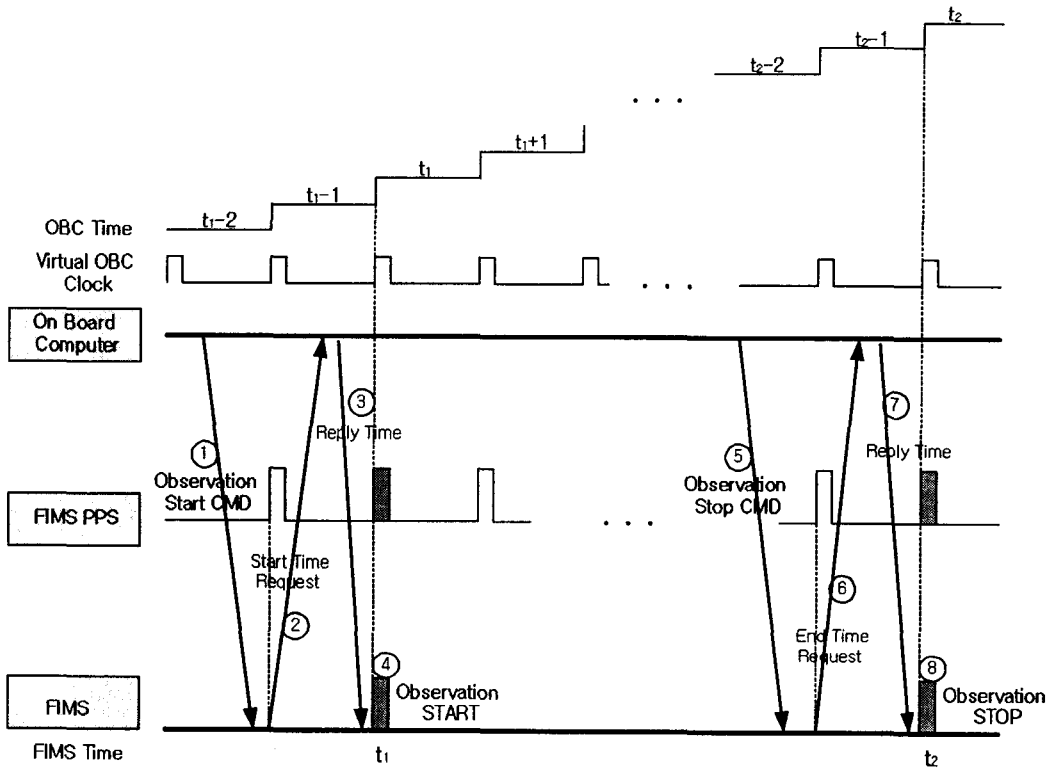 t₂
t₂-1
t₂-2
. . .
t₁+1
t₁
t₁-1
t₁-2
OBC Time
Virtual OBC
Clock
. . .
On Board
Computer
③
Reply Time
⑦
Reply Time
①
Observation
Start CMD
⑤
Observation
Stop CMD
FIMS PPS
. . .
Start Time
Request
②
⑥
End Time
Request
④
Observation
START
⑧
Observation
STOP
FIMS
FIMS Time
t₁
t₂